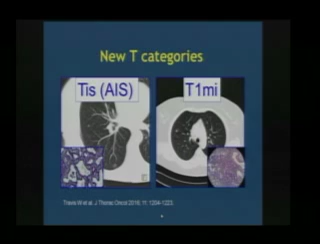 New T categories
Tis (AIS)
T1mi
Travis W et al. J Thorac Oncol 2016; 11: 1204-1223.